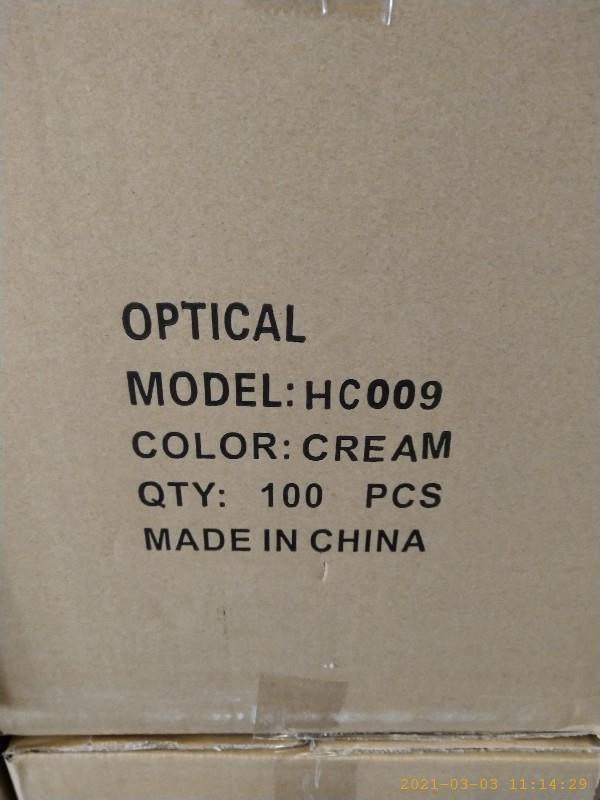 OPTICAL
MODEL: HC009
COLOR: CREAM
QTY: 100 PCS
MADE IN CHINA
2021-03-03 11:14:29